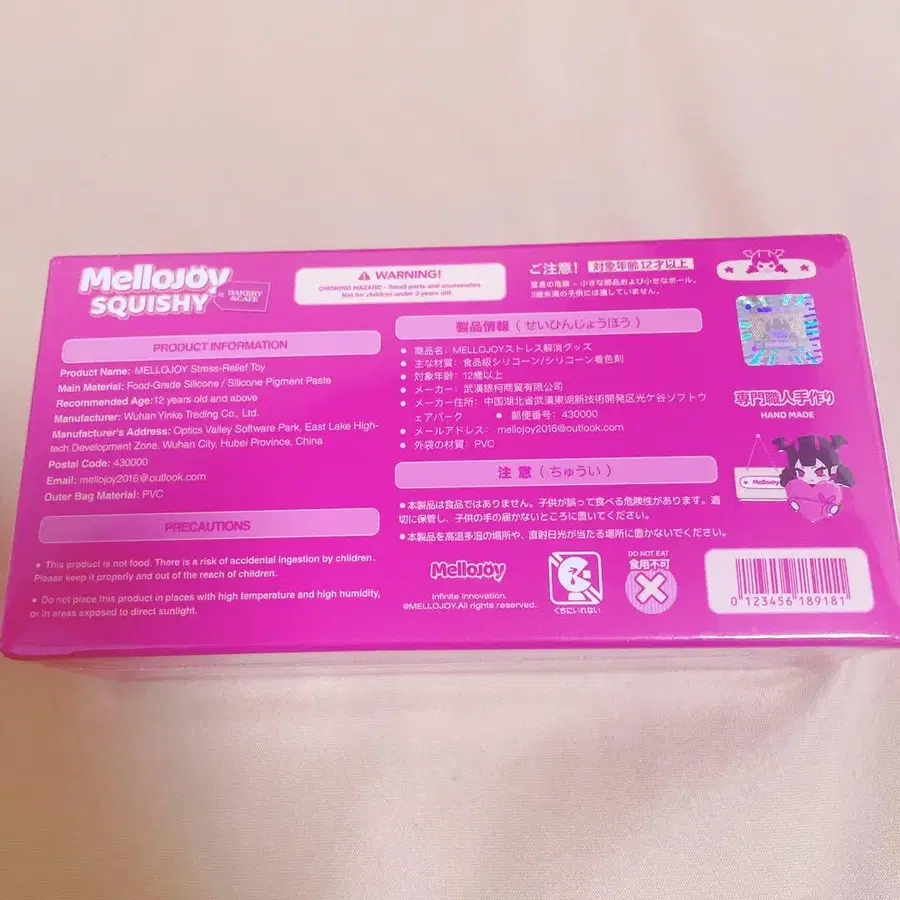 MelloJoy
SQUISHY®
BAKERY
&CAFE
⚠ WARNING!
CHOKING HAZARD - Small parts and accessories.
Not for children under 3 years old.
ご注意! 対象年齢12才以上
窒息の危険 - 小さな部品および小さなボール。
3歳未満の子供には適していません。
PRODUCT INFORMATION
Product Name: MELLOJOY Stress-Relief Toy
Main Material: Food-Grade Silicone / Silicone Pigment Paste
Recommended Age:12 years old and above
Manufacturer: Wuhan Yinke Trading Co., Ltd.
Manufacturer's Address: Optics Valley Software Park, East Lake High-
tech Development Zone, Wuhan City, Hubei Province, China
Postal Code: 430000
Email: mellojoy2016@outlook.com
Outer Bag Material: PVC
PRECAUTIONS
● This product is not food. There is a risk of accidental ingestion by children.
Please keep it properly and out of the reach of children.
● Do not place this product in places with high temperature and high humidity,
or in areas exposed to direct sunlight.
製品情報(せいひんじょうほう)
● 商品名: MELLOJOYストレス解消グッズ
● 主な材質: 食品級シリコーン/シリコーン着色剤
● 対象年齢: 12歳以上
● メーカー: 武漢銀柯商貿有限公司
● メーカー住所: 中国湖北省武漢東湖新技術開発区光ケ谷ソフトウ
ェアパーク ● 郵便番号: 430000
● メールアドレス: mellojoy2016@outlook.com
● 外袋の材質: PVC
注意(ちゅうい)
●本製品は食品ではありません。子供が誤って食べる危険性があります。適
切に保管し、子供の手の届かないところに置いてください。
●本製品を高温多湿の場所や、直射日光が当たる場所に置かないでください。
MelloJoy
Infinite Innovation.
@MELLOJOY.All rights reserved.
くちにいれない
DO NOT EAT
食用不可
MelloJoy
専門職人手作り
HAND MADE
MelloJoy
0 123456 189181